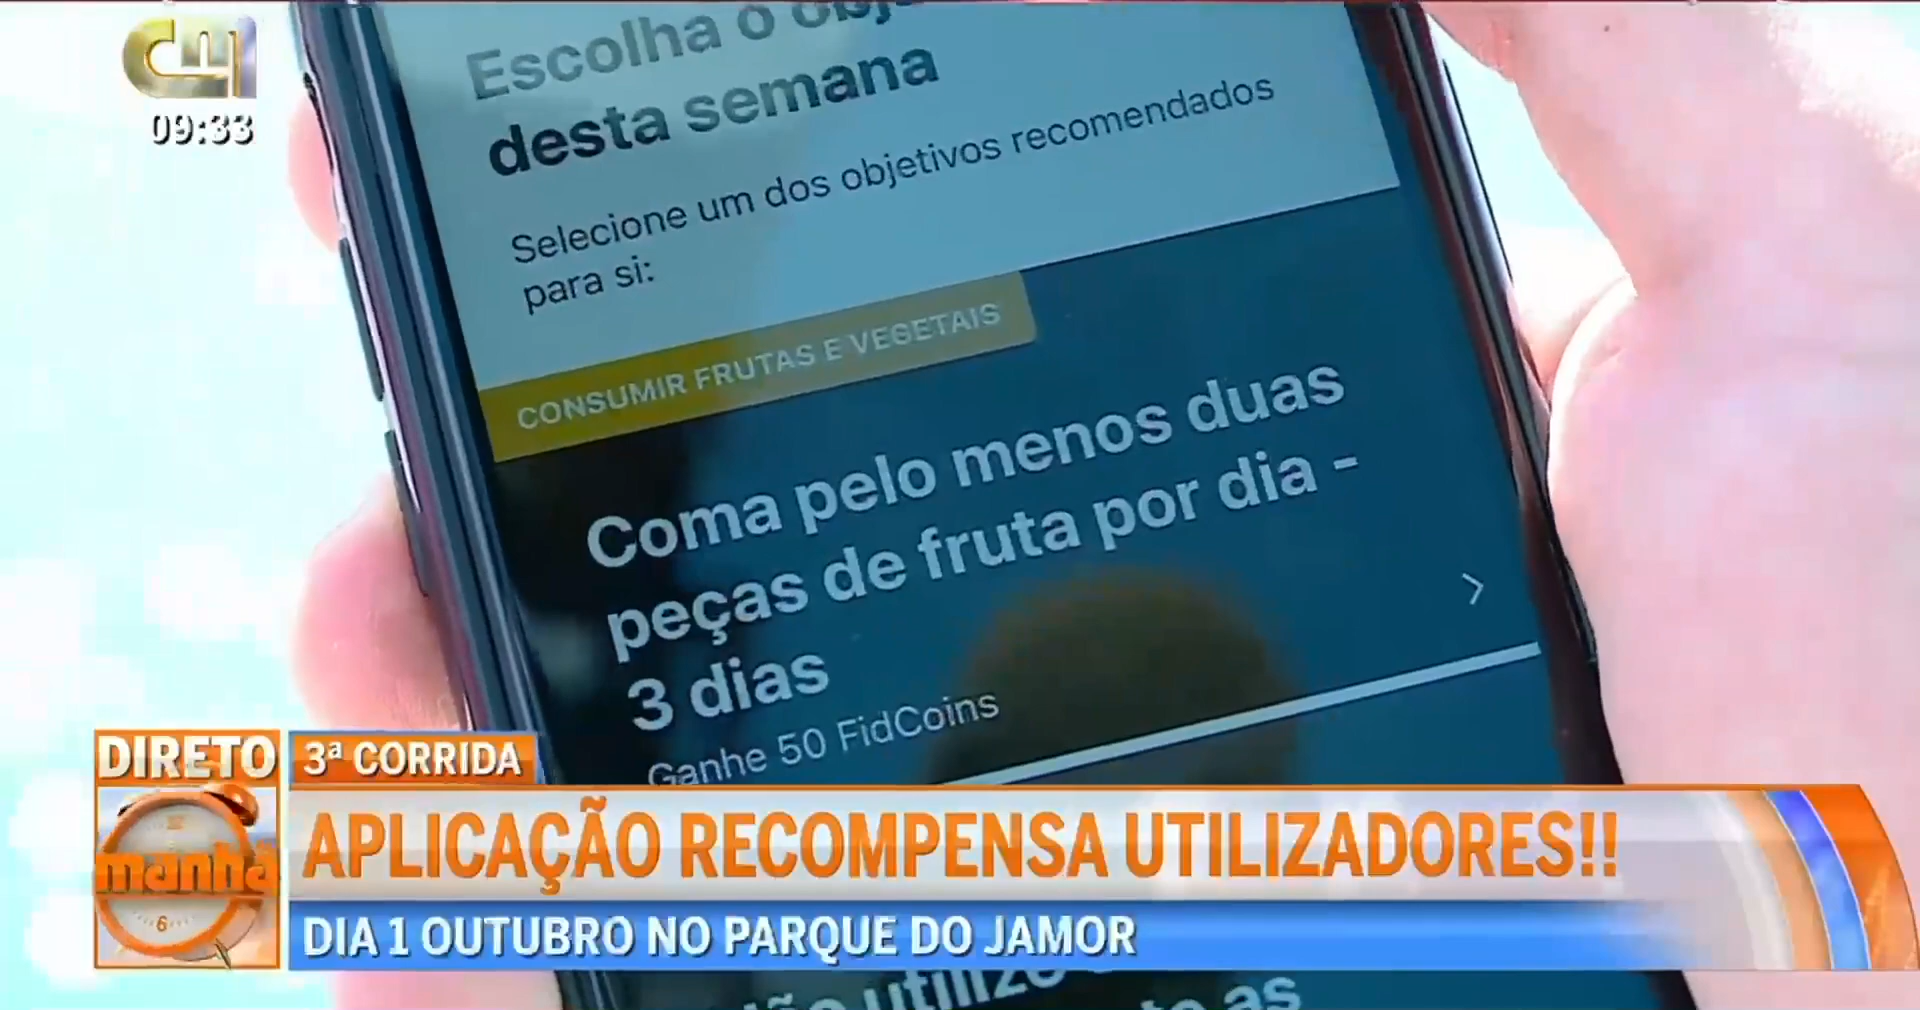 CM
09:33
Escolha o
desta semana
Selecione um dos objetivos recomendados
para si:
CONSUMIR FRUTAS E VEGETAIS
Coma pelo menos duas
peças de fruta por dia -
3 dias
Ganhe 50 FidCoins
DIRETO
3ª CORRIDA
manhã
6
APLICAÇÃO RECOMPENSA UTILIZADORES!!
DIA 1 OUTUBRO NO PARQUE DO JAMOR
as